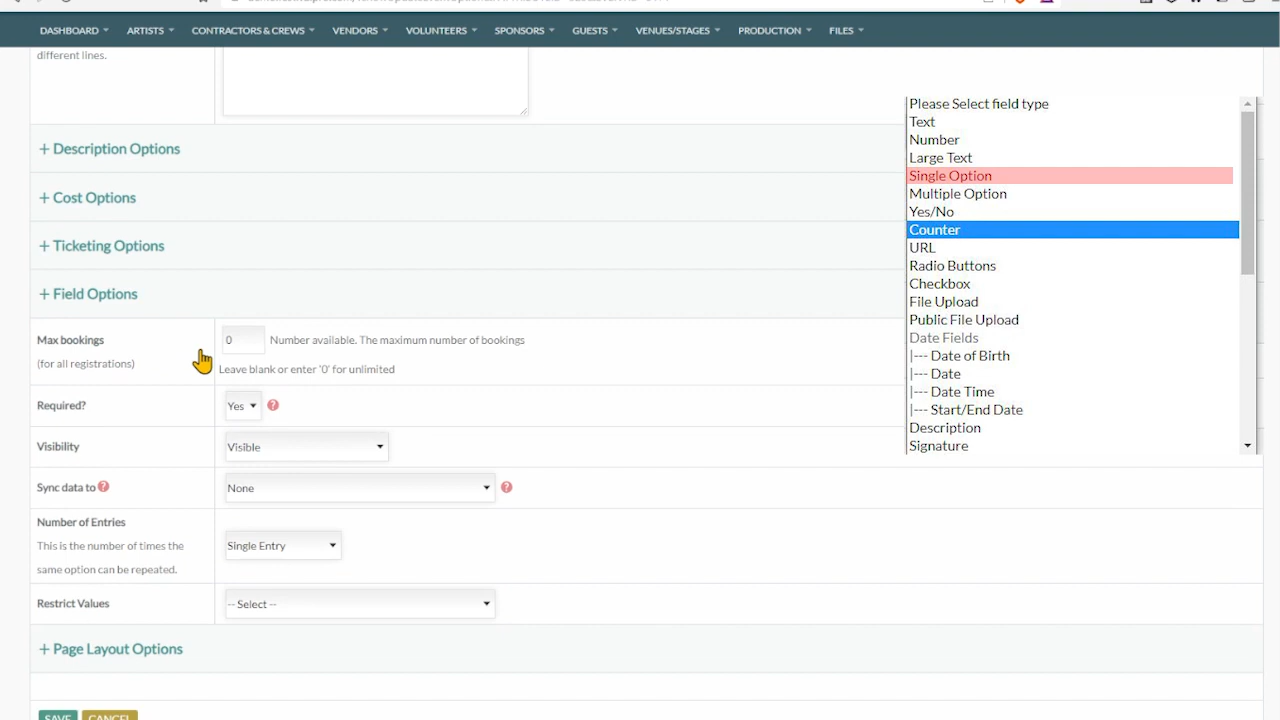 DASHBOARD ARTISTS CONTRACTORS & CREWS VENDORS VOLUNTEERS SPONSORS GUESTS VENUES/STAGES PRODUCTION FILES
different lines.
+ Description Options
+ Cost Options
+ Ticketing Options
+ Field Options
Max bookings
(for all registrations)
0 Number available. The maximum number of bookings
Leave blank or enter '0' for unlimited
Required?
Yes
Visibility
Visible
Sync data to
None
Number of Entries
This is the number of times the
same option can be repeated.
Single Entry
Restrict Values
-- Select --
+ Page Layout Options
SAVE CANCEL
Please Select field type
Text
Number
Large Text
Single Option
Multiple Option
Yes/No
Counter
URL
Radio Buttons
Checkbox
File Upload
Public File Upload
Date Fields
|--- Date of Birth
|--- Date
|--- Date Time
|--- Start/End Date
Description
Signature